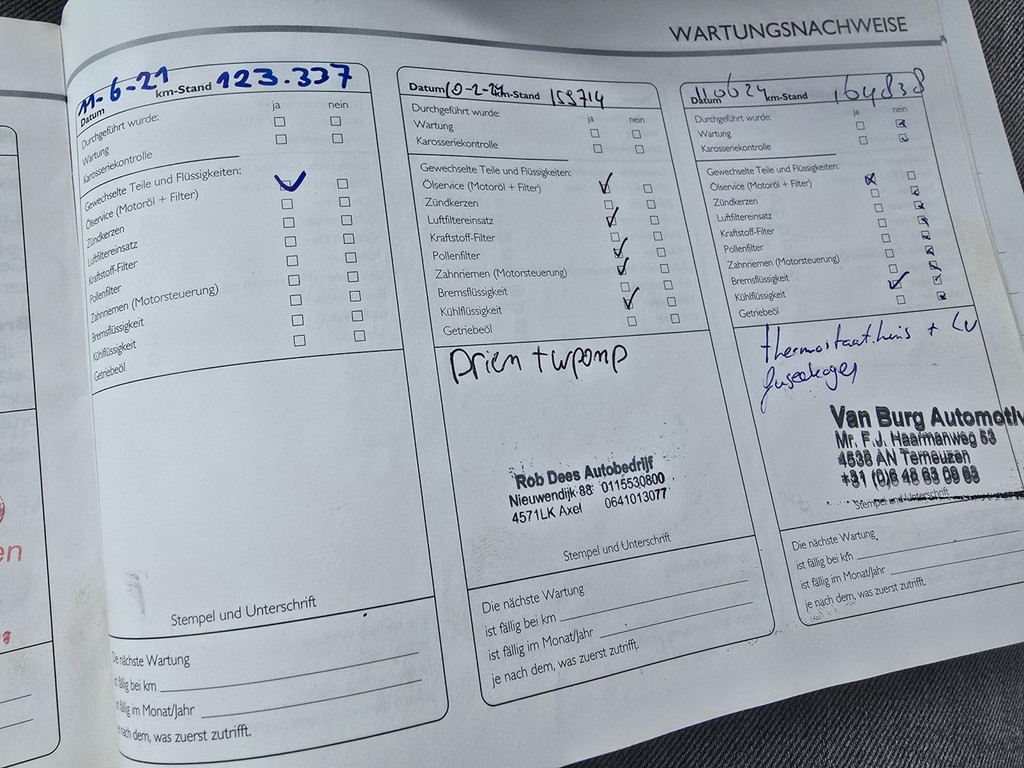 WARTUNGSNACHWEISE
Datum 11-6-21 km-Stand 123.337
ja nein
Durchgeführt wurde:
Wartung
Karosseriekontrolle
Gewechselte Teile und Flüssigkeiten:
Ölservice (Motoröl + Filter)
Zündkerzen
Luftfiltereinsatz
Kraftstoff-Filter
Pollenfilter
Zahnriemen (Motorsteuerung)
Bremsflüssigkeit
Kühlflüssigkeit
Getriebeöl
Stempel und Unterschrift
Die nächste Wartung
ist fällig bei km
ist fällig im Monat/Jahr
je nach dem, was zuerst zutrifft.
Datum km-Stand 159714
ja nein
Durchgeführt wurde:
Wartung
Karosseriekontrolle
Gewechselte Teile und Flüssigkeiten:
Ölservice (Motoröl + Filter)
Zündkerzen
Luftfiltereinsatz
Kraftstoff-Filter
Pollenfilter
Zahnriemen (Motorsteuerung)
Bremsflüssigkeit
Kühlflüssigkeit
Getriebeöl
Drien + wpomp
Rob Dees Autobedrijf
Nieuwendijk 88 0115530800
4571LK Axel 0641013077
Stempel und Unterschrift
Die nächste Wartung
ist fällig bei km
ist fällig im Monat/Jahr
je nach dem, was zuerst zutrifft.
Datum 110624 km-Stand 164838
ja nein
Durchgeführt wurde:
Wartung
Karosseriekontrolle
Gewechselte Teile und Flüssigkeiten:
Ölservice (Motoröl + Filter)
Zündkerzen
Luftfiltereinsatz
Kraftstoff-Filter
Pollenfilter
Zahnriemen (Motorsteuerung)
Bremsflüssigkeit
Kühlflüssigkeit
Getriebeöl
thermostaathuis +
Van Burg Automotiv
Mr. F.J. Haarmanweg 53
4538 AN Terneuzen
+31 (0)6 46 63 09 63
Stempel und Unterschrift
Die nächste Wartung
ist fällig bei km
ist fällig im Monat/Jahr
je nach dem, was zuerst zutrifft.